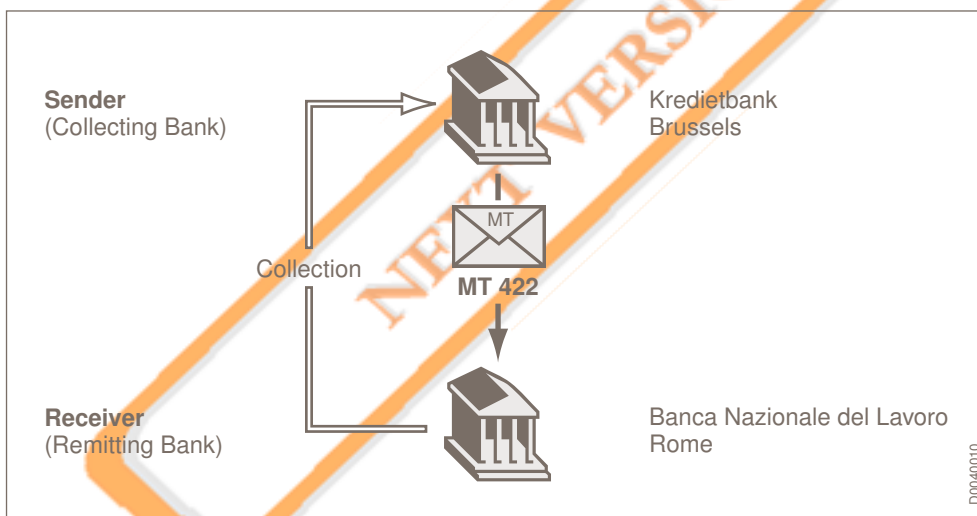 NEXT VERSI
Sender
(Collecting Bank)
Kredietbank
Brussels
MT
Collection
MT 422
Receiver
(Remitting Bank)
Banca Nazionale del Lavoro
Rome
D0040010